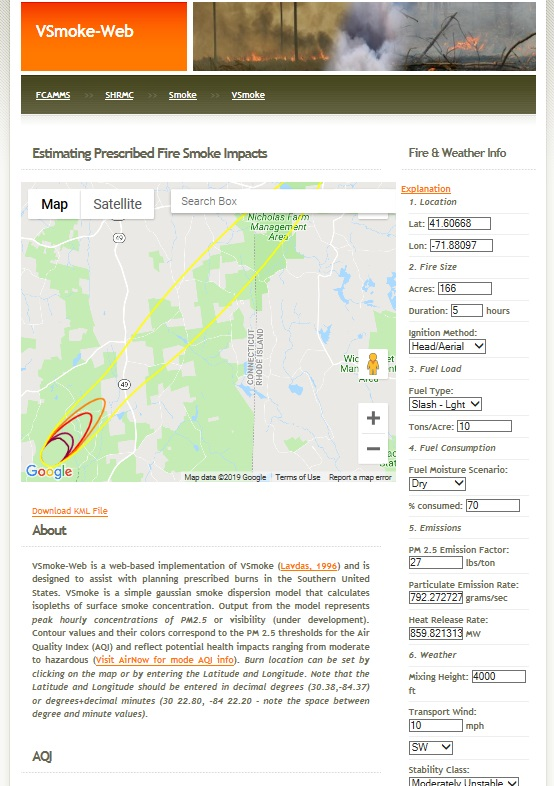 VSmoke-Web
FCAMMS >> SHRMC >> Smoke >> VSmoke
Estimating Prescribed Fire Smoke Impacts
Map Satellite Search Box
Nicholas Farm
Management
Area
CONNECTICUT
RHODE ISLAND
49
Google
Map data ©2019 Google Terms of Use Report a map error
Download KML File
About
VSmoke-Web is a web-based implementation of VSmoke (Lavdas, 1996) and is
designed to assist with planning prescribed burns in the Southern United
States. VSmoke is a simple gaussian smoke dispersion model that calculates
isopleths of surface smoke concentration. Output from the model represents
peak hourly concentrations of PM2.5 or visibility (under development).
Contour values and their colors correspond to the PM 2.5 thresholds for the Air
Quality Index (AQI) and reflect potential health impacts ranging from moderate
to hazardous (Visit AirNow for mode AQI info). Burn location can be set by
clicking on the map or by entering the Latitude and Longitude. Note that the
Latitude and Longitude should be entered in decimal degrees (30.38,-84.37)
or degrees+decimal minutes (30 22.80, -84 22.20 - note the space between
degree and minute values).
AQI
Fire & Weather Info
Explanation
1. Location
Lat: 41.60668
Lon: -71.88097
2. Fire Size
Acres: 166
Duration: 5 hours
Ignition Method:
Head/Aerial
3. Fuel Load
Fuel Type:
Slash - Lght
Tons/Acre: 10
4. Fuel Consumption
Fuel Moisture Scenario:
Dry
% consumed: 70
5. Emissions
PM 2.5 Emission Factor:
27 lbs/ton
Particulate Emission Rate:
792.272727 grams/sec
Heat Release Rate:
859.821313 MW
6. Weather
Mixing Height: 4000
ft
Transport Wind:
10 mph
SW
Stability Class:
Moderately Unstable